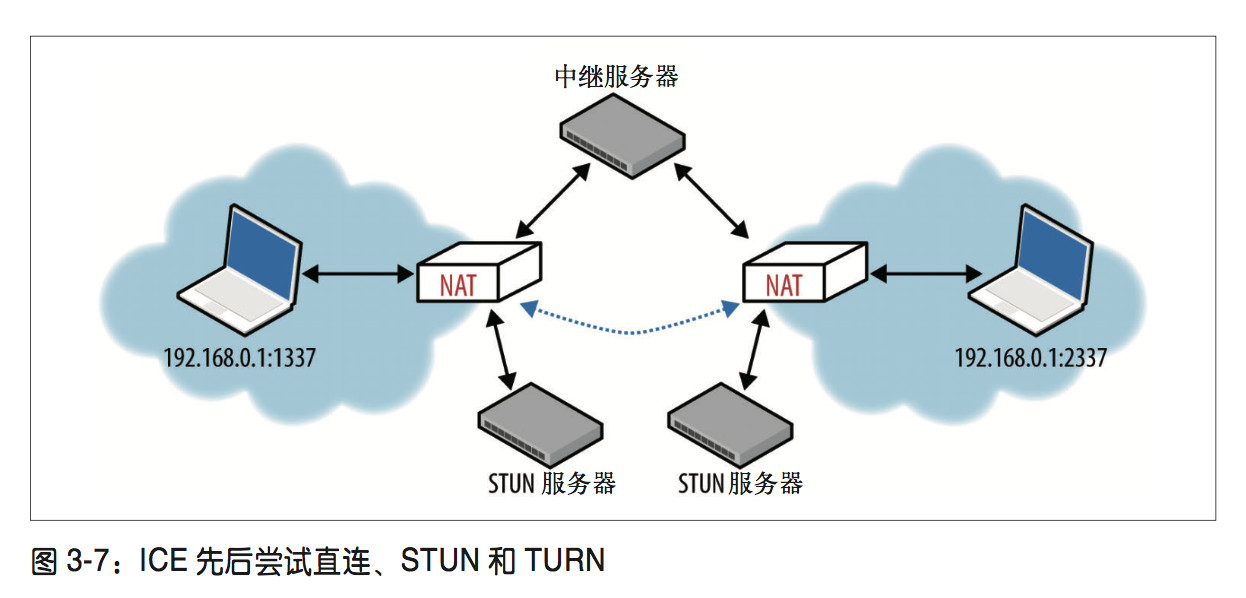 中继服务器
NAT
NAT
192.168.0.1:1337
192.168.0.1:2337
STUN 服务器
STUN 服务器
图 3-7：ICE 先后尝试直连、STUN 和 TURN